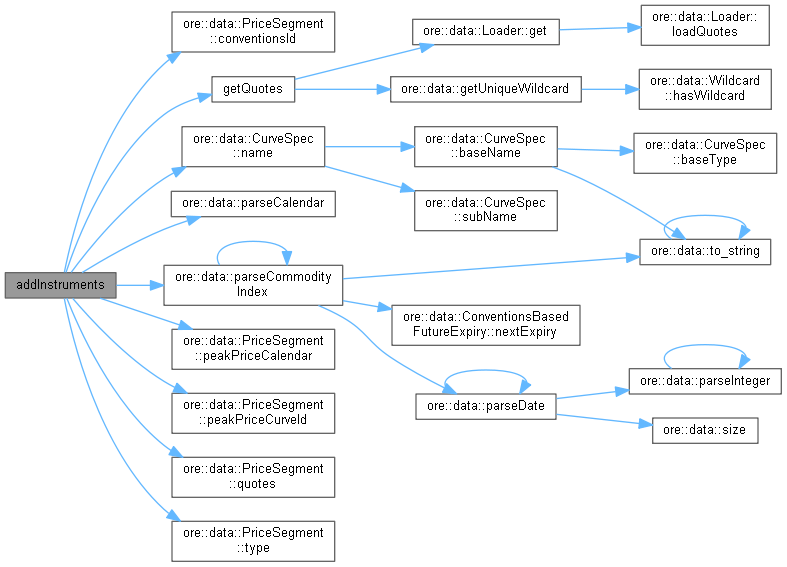 addInstruments
ore::data::PriceSegment
::conventionsId
getQuotes
ore::data::CurveSpec
::name
ore::data::parseCalendar
ore::data::parseCommodity
Index
ore::data::PriceSegment
::peakPriceCalendar
ore::data::PriceSegment
::peakPriceCurveId
ore::data::PriceSegment
::quotes
ore::data::PriceSegment
::type
ore::data::Loader::get
ore::data::getUniqueWildcard
ore::data::CurveSpec
::baseName
ore::data::CurveSpec
::subName
ore::data::ConventionsBased
FutureExpiry::nextExpiry
ore::data::parseDate
ore::data::Loader::
loadQuotes
ore::data::Wildcard
::hasWildcard
ore::data::CurveSpec
::baseType
ore::data::to_string
ore::data::parseInteger
ore::data::size